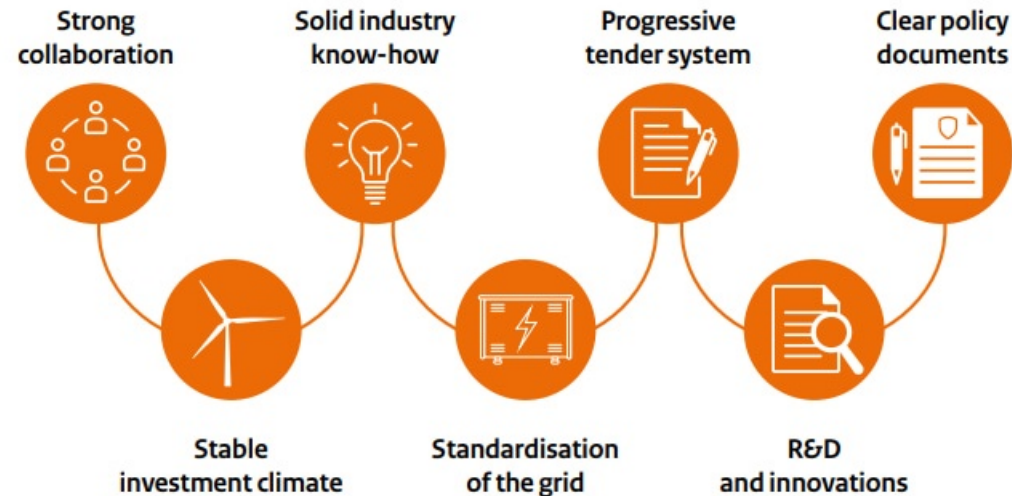 Strong
collaboration
Solid industry
know-how
Progressive
tender system
Clear policy
documents
Stable
investment climate
Standardisation
of the grid
R&D
and innovations